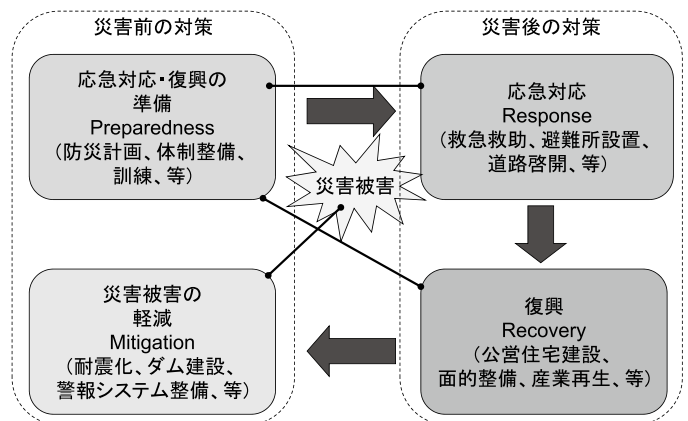 災害前の対策
応急対応・復興の
準備
Preparedness
(防災計画、体制整備、
訓練、等)
災害被害の
軽減
Mitigation
(耐震化、ダム建設、
警報システム整備、等)
災害被害
災害後の対策
応急対応
Response
(救急救助、避難所設置、
道路啓開、等)
復興
Recovery
(公営住宅建設、
面的整備、産業再生、等)